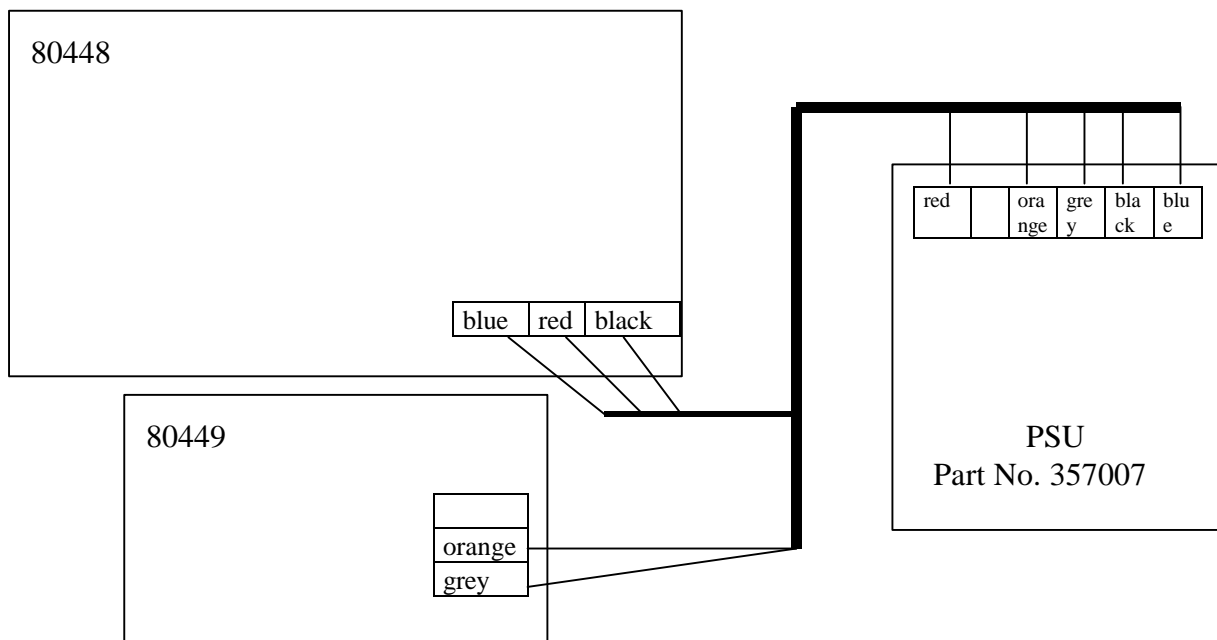 80448
red
ora
nge
gre
y
bla
ck
blu
e
blue
red
black
80449
orange
grey
PSU
Part No. 357007